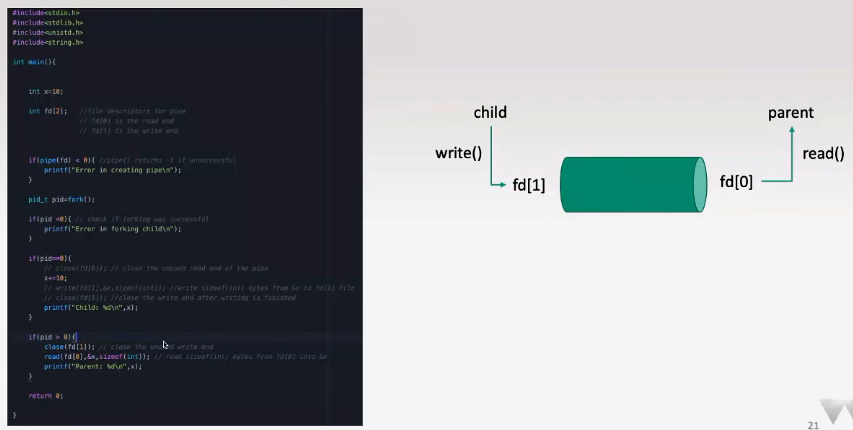 #include<stdio.h>
#include<stdlib.h>
#include<unistd.h>
#include<string.h>
int main(){
int x=10;
int fd[2]; //file descriptors for pipe
// fd[0] is the read end
// fd[1] is the write end
if(pipe(fd) < 0){ //pipe() returns -1 if unsuccessful
printf("Error in creating pipe\n");
}
pid_t pid=fork();
if(pid <0){ // check if forking was successful
printf("Error in forking child\n");
}
if(pid==0){
// close(fd[0]); // close the unused read end of the pipe
x+=10;
// write(fd[1],&x,sizeof(int)); //write sizeof(int) bytes from &x to fd[1] file
// close(fd[1]); //close the write end after writing is finished
printf("Child: %d\n",x);
}
if(pid > 0){
close(fd[1]); // close the unused write end
read(fd[0],&x,sizeof(int)); // read sizeof(int) bytes from fd[0] into &x
printf("Parent: %d\n",x);
}
return 0;
}
child
parent
write()
read()
fd[1]
fd[0]
21